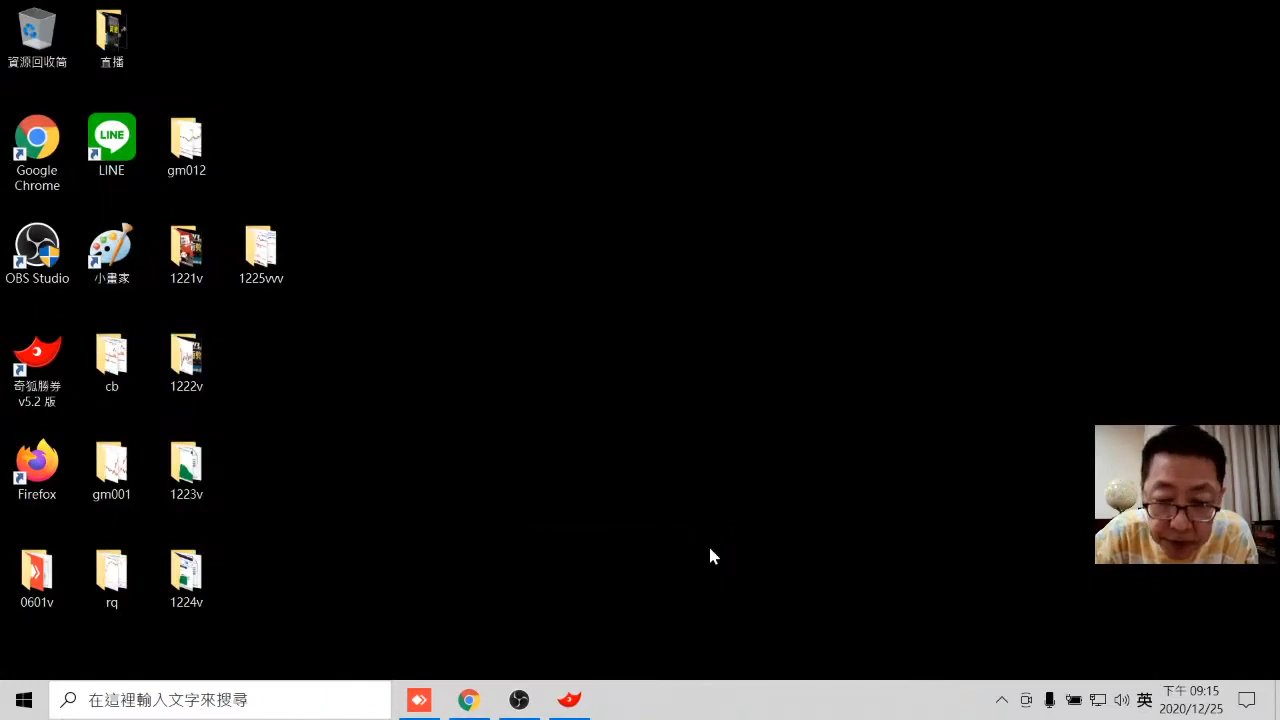 資源回收筒
直播
Google
Chrome
LINE
LINE
gm012
OBS Studio
小畫家
1221v
1225vvv
奇狐勝券
v5.2 版
cb
1222v
Firefox
gm001
1223v
0601v
rq
1224v
在這裡輸入文字來搜尋
英
下午 09:15
2020/12/25